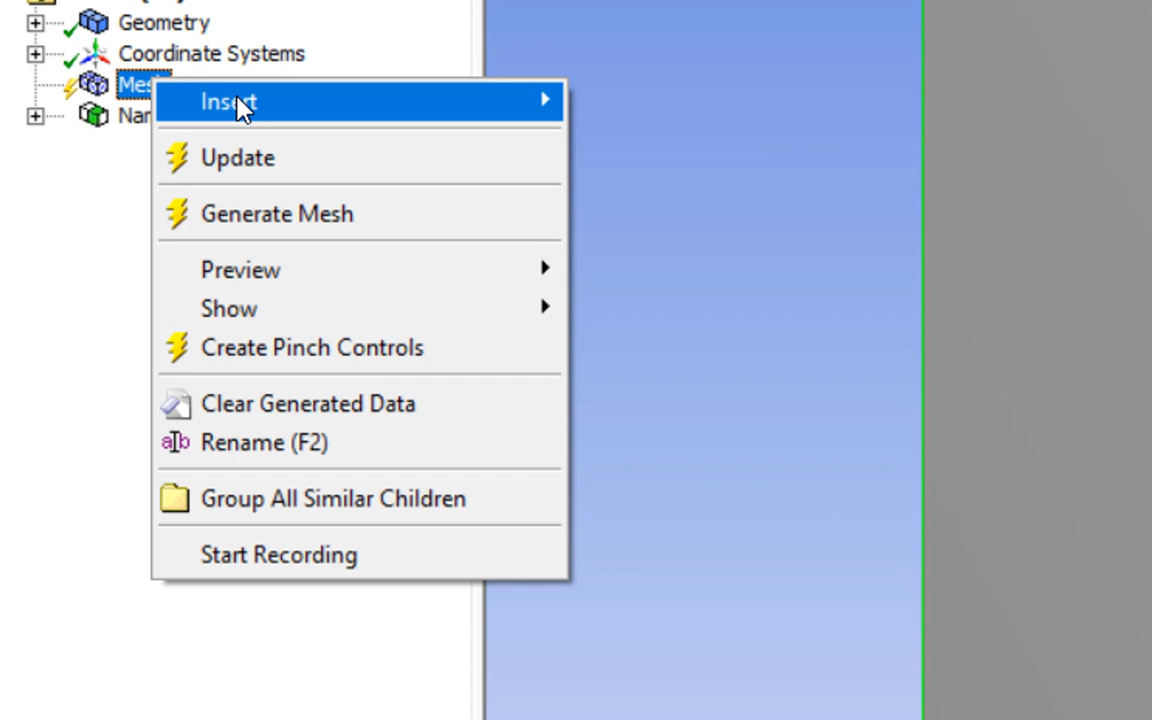 Geometry
Coordinate Systems
Insert
Update
Generate Mesh
Preview
Show
Create Pinch Controls
Clear Generated Data
Rename (F2)
Group All Similar Children
Start Recording